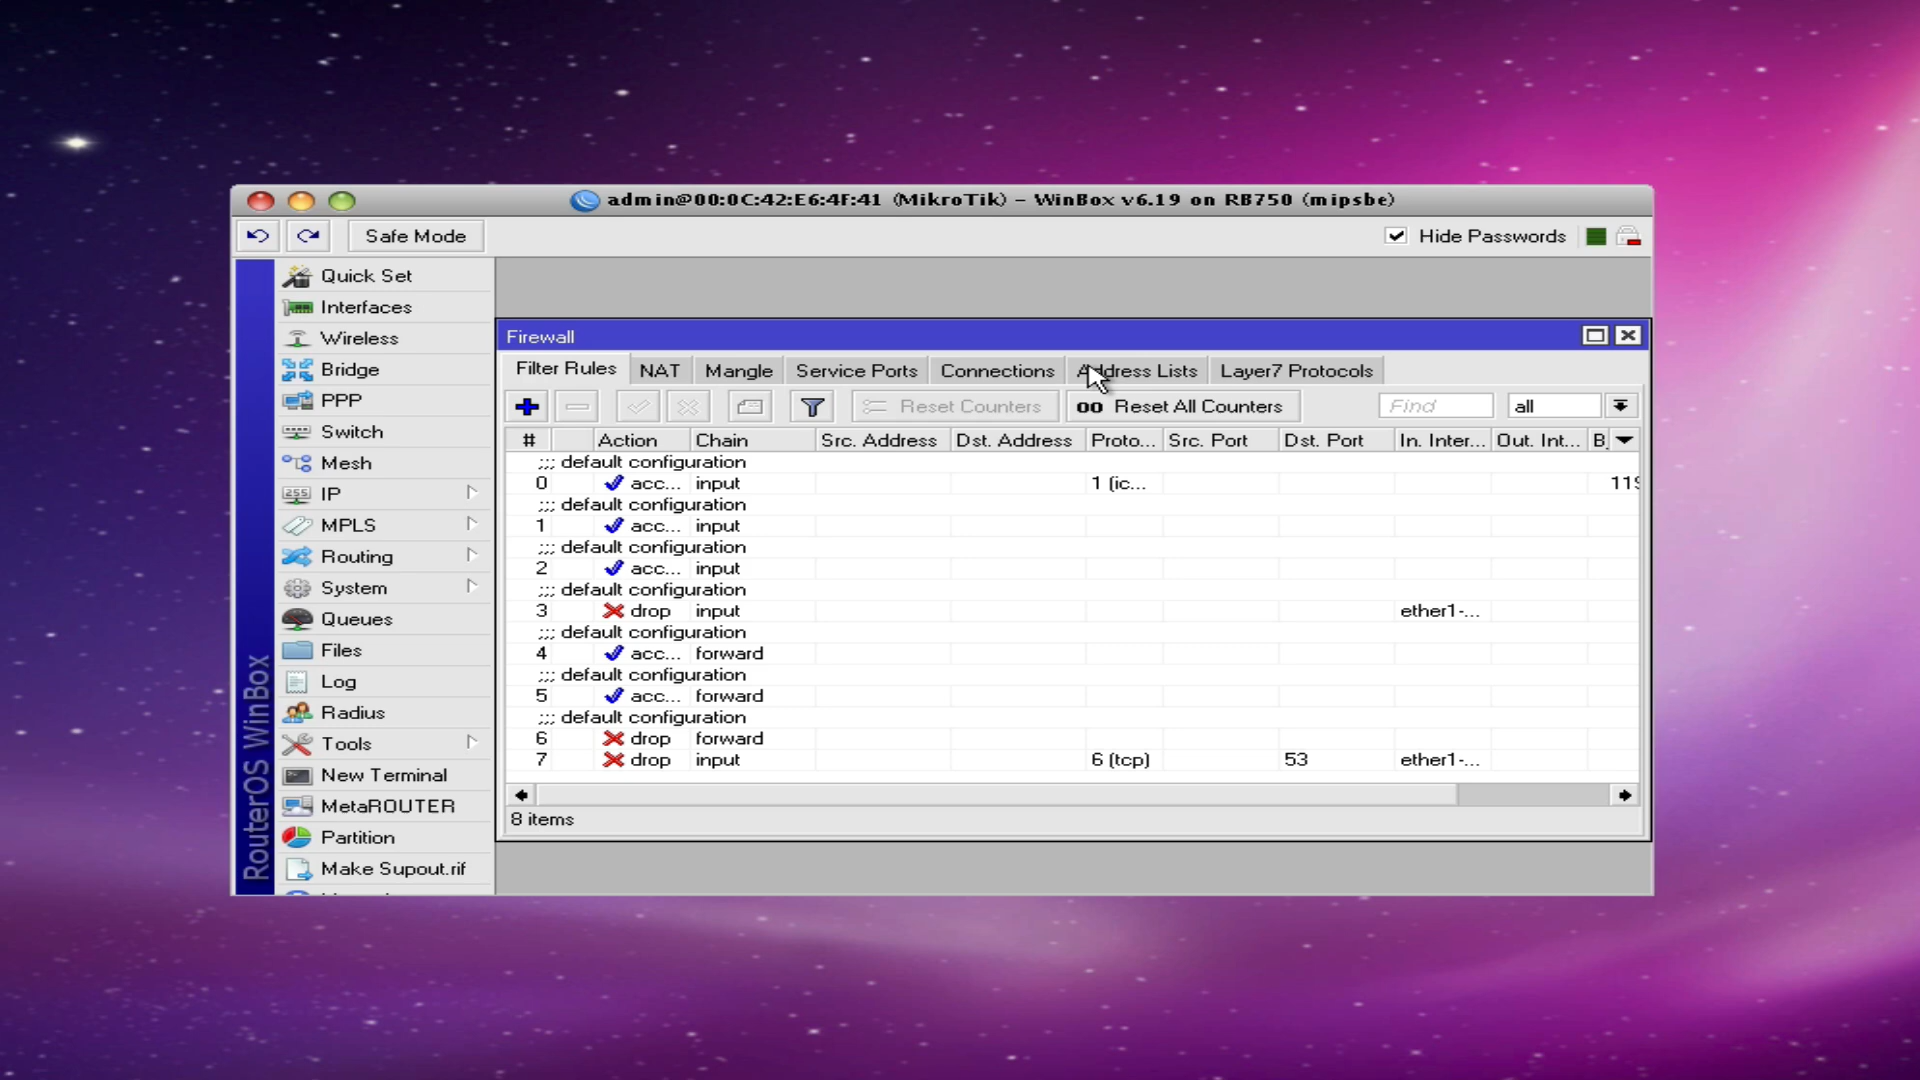 admin@00:0C:42:E6:4F:41 (MikroTik) – WinBox v6.19 on RB750 (mipsbe)
Safe Mode
Hide Passwords
RouterOS WinBox
Quick Set
Interfaces
Wireless
Bridge
PPP
Switch
Mesh
IP
MPLS
Routing
System
Queues
Files
Log
Radius
Tools
New Terminal
MetaROUTER
Partition
Make Supout.rif
Firewall
Filter Rules NAT Mangle Service Ports Connections Address Lists Layer7 Protocols
Reset Counters 00 Reset All Counters Find all
# Action Chain Src. Address Dst. Address Proto... Src. Port Dst. Port In. Inter... Out. Int... B
;;; default configuration
0 acc... input 1 (ic... 119
;;; default configuration
1 acc... input
;;; default configuration
2 acc... input
;;; default configuration
3 drop input ether1-...
;;; default configuration
4 acc... forward
;;; default configuration
5 acc... forward
;;; default configuration
6 drop forward
7 drop input 6 (tcp) 53 ether1-...
8 items